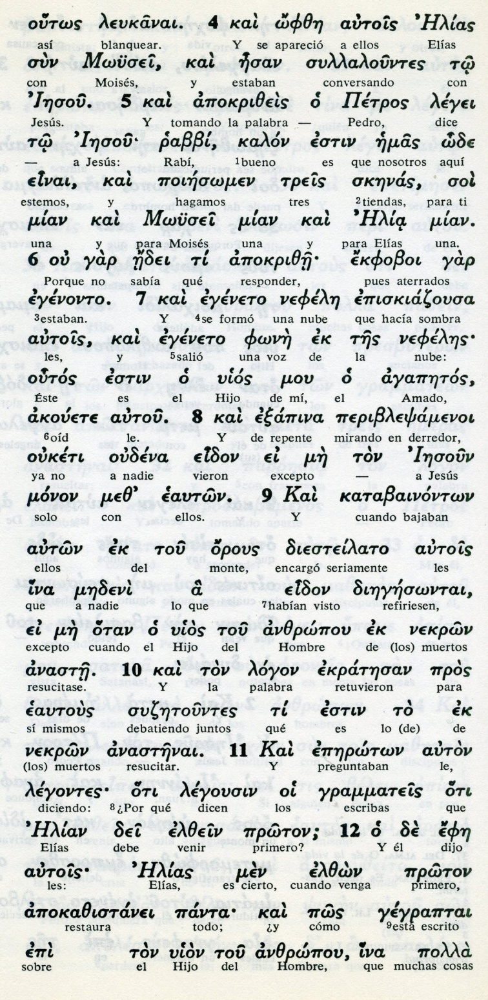 οὕτως λευκᾶναι. 4 καὶ ὤφθη αὐτοῖς Ἠλίας
así blanquear. Y se apareció a ellos Elías
σὺν Μωϋσεῖ, καὶ ἦσαν συλλαλοῦντες τῷ
con Moisés, y estaban conversando con
Ἰησοῦ. 5 καὶ ἀποκριθεὶς ὁ Πέτρος λέγει
Jesús. Y tomando la palabra — Pedro, dice
τῷ Ἰησοῦ· ῥαββί, καλόν ἐστιν ἡμᾶς ὧδε
— a Jesús: Rabí, 1bueno es que nosotros aquí
εἶναι, καὶ ποιήσωμεν τρεῖς σκηνάς, σοὶ
estemos, y hagamos tres 2tiendas, para ti
μίαν καὶ Μωϋσεῖ μίαν καὶ Ἠλίᾳ μίαν.
una y para Moisés una y para Elías una.
6 οὐ γὰρ ᾔδει τί ἀποκριθῇ· ἔκφοβοι γὰρ
Porque no sabía qué responder, pues aterrados
ἐγένοντο. 7 καὶ ἐγένετο νεφέλη ἐπισκιάζουσα
3estaban. Y 4se formó una nube que hacía sombra
αὐτοῖς, καὶ ἐγένετο φωνὴ ἐκ τῆς νεφέλης·
les, y 5salió una voz de la nube:
οὗτός ἐστιν ὁ υἱός μου ὁ ἀγαπητός,
Éste es el Hijo de mí, el Amado,
ἀκούετε αὐτοῦ. 8 καὶ ἐξάπινα περιβλεψάμενοι
6oíd le. Y de repente mirando en derredor,
οὐκέτι οὐδένα εἶδον εἰ μὴ τὸν Ἰησοῦν
ya no a nadie vieron excepto — a Jesús
μόνον μεθ’ ἑαυτῶν. 9 Καὶ καταβαινόντων
solo con ellos. Y cuando bajaban
αὐτῶν ἐκ τοῦ ὄρους διεστείλατο αὐτοῖς
ellos del monte, encargó seriamente les
ἵνα μηδενὶ ἃ εἶδον διηγήσωνται,
que a nadie lo que 7habían visto refiriesen,
εἰ μὴ ὅταν ὁ υἱὸς τοῦ ἀνθρώπου ἐκ νεκρῶν
excepto cuando el Hijo del Hombre de (los) muertos
ἀναστῇ. 10 καὶ τὸν λόγον ἐκράτησαν πρὸς
resucitase. Y la palabra retuvieron para
ἑαυτοὺς συζητοῦντες τί ἐστιν τὸ ἐκ
sí mismos debatiendo juntos qué es lo (de) de
νεκρῶν ἀναστῆναι. 11 Καὶ ἐπηρώτων αὐτὸν
(los) muertos resucitar. Y preguntaban le,
λέγοντες· ὅτι λέγουσιν οἱ γραμματεῖς ὅτι
diciendo: 8¿Por qué dicen los escribas que
Ἠλίαν δεῖ ἐλθεῖν πρῶτον; 12 ὁ δὲ ἔφη
Elías debe venir primero? Y él dijo
αὐτοῖς· Ἠλίας μὲν ἐλθὼν πρῶτον
les: Elías, es cierto, cuando venga primero,
ἀποκαθιστάνει πάντα· καὶ πῶς γέγραπται
restaura todo; ¿y cómo 9está escrito
ἐπὶ τὸν υἱὸν τοῦ ἀνθρώπου, ἵνα πολλὰ
sobre el Hijo del Hombre, que muchas cosas